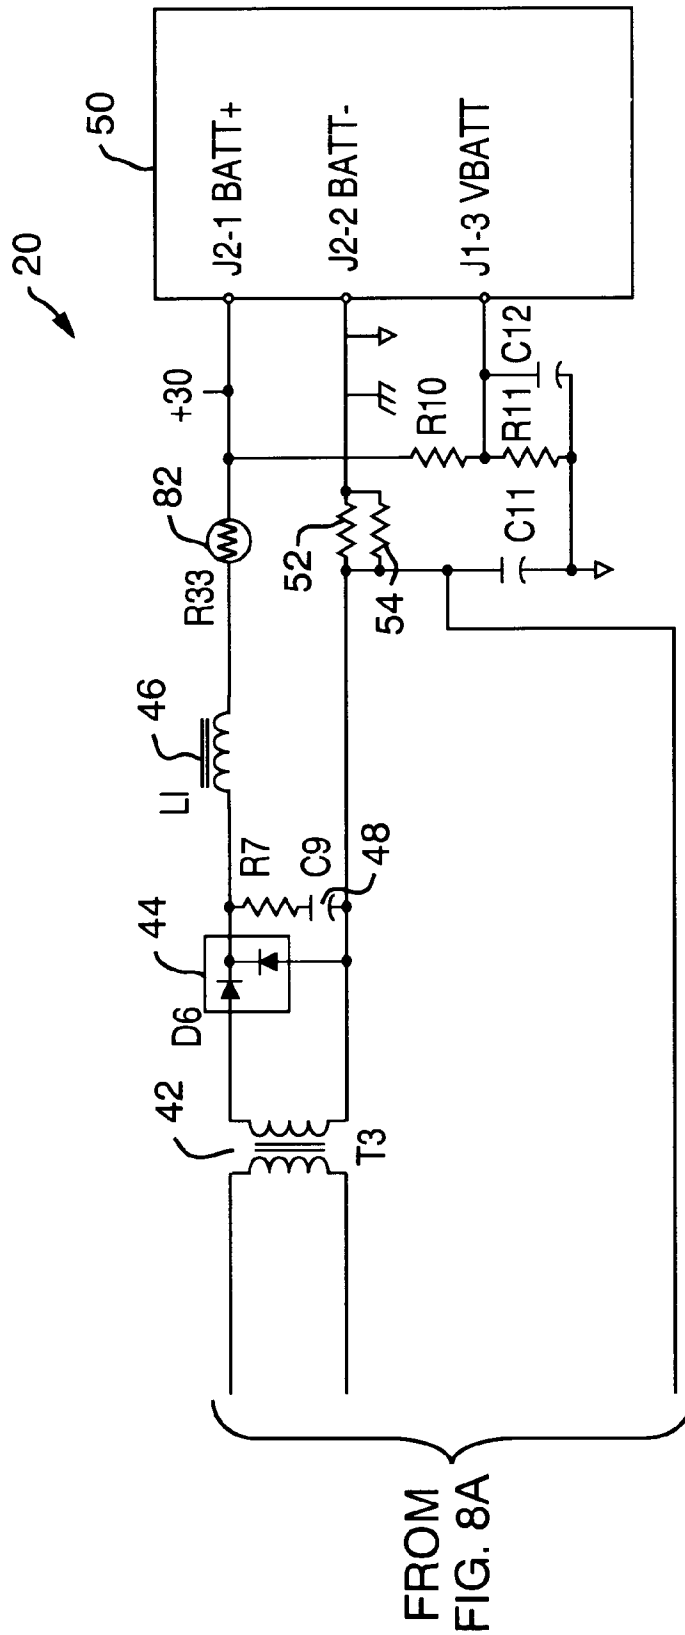 20
50
J2-1 BATT+
J2-2 BATT-
J1-3 VBATT
+30
82
R33
46
LI
52
54
R10
R11
C12
C11
44
D6
R7
C9
48
42
T3
FROM
FIG. 8A